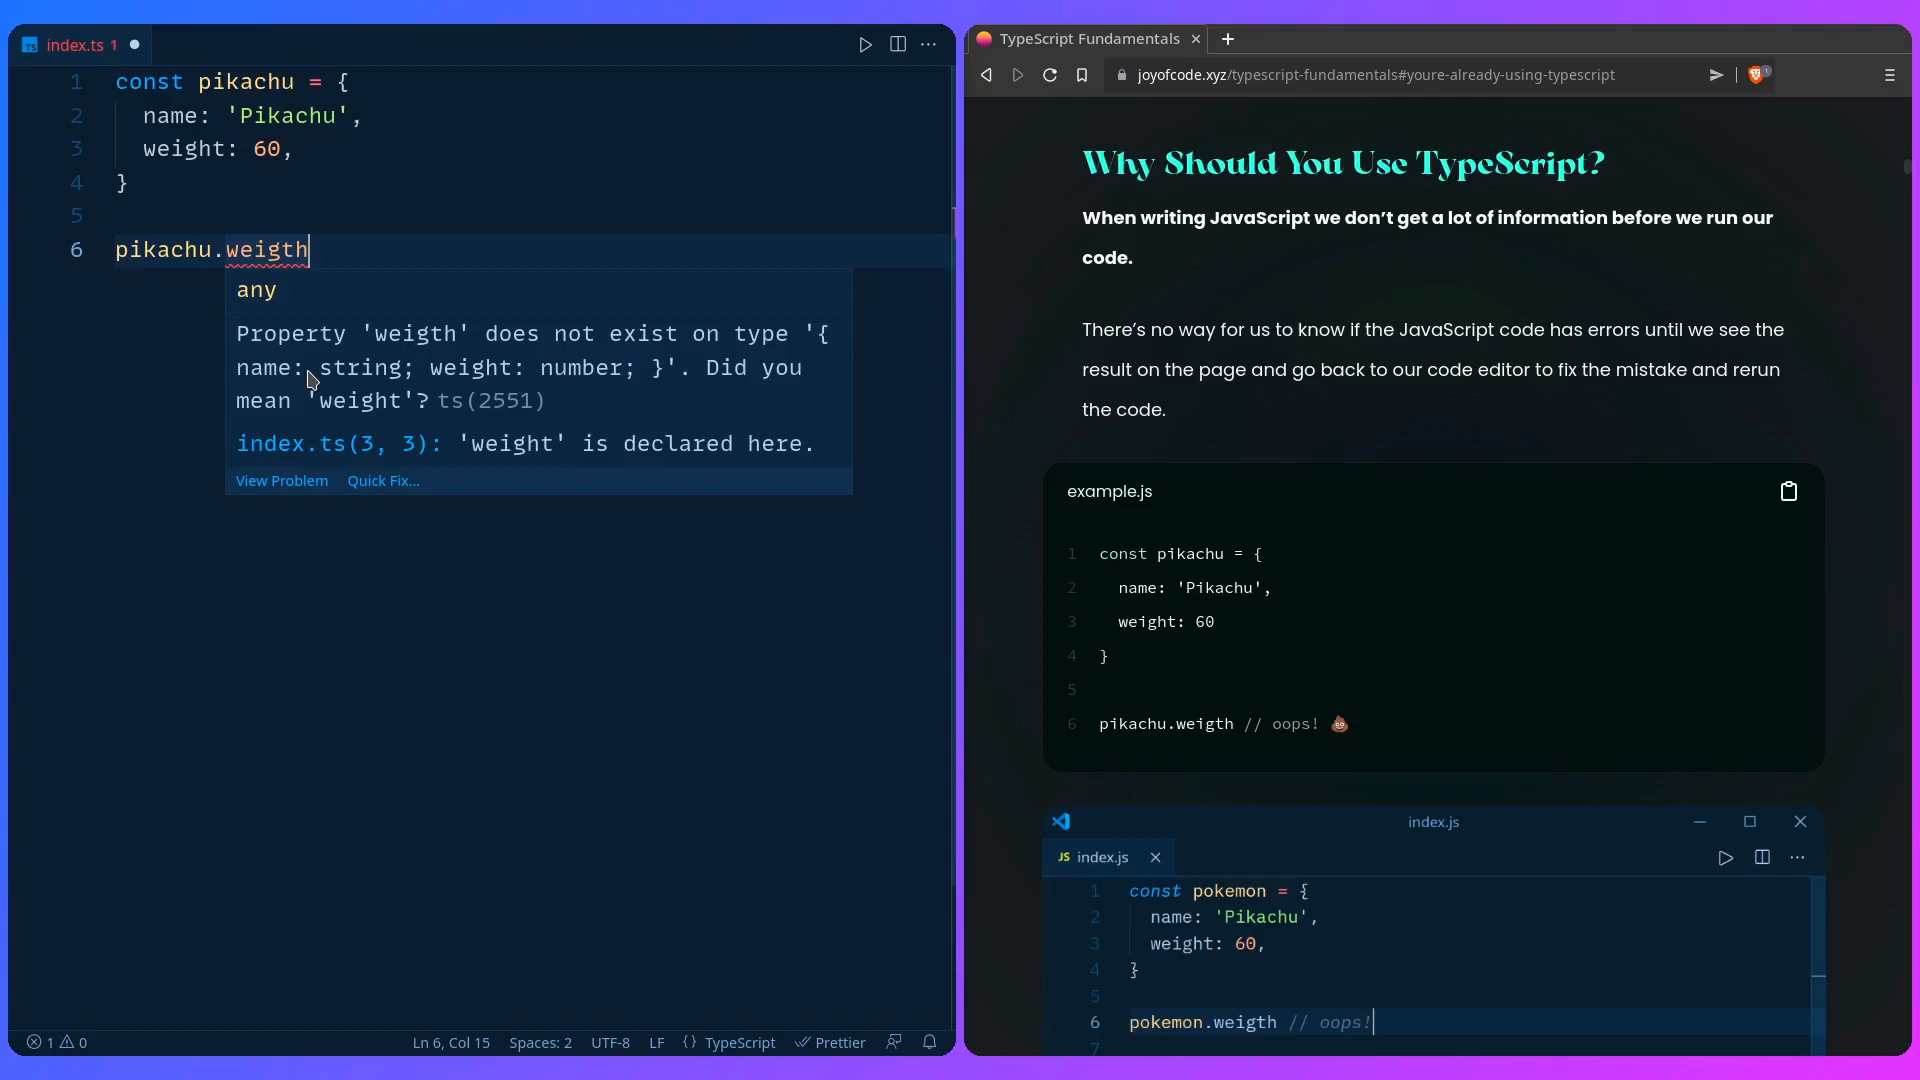 index.ts 1
1 const pikachu = {
2 name: 'Pikachu',
3 weight: 60,
4 }
5
6 pikachu.weigth
any
Property 'weigth' does not exist on type '{
name: string; weight: number; }'. Did you
mean 'weight'? ts(2551)
index.ts(3, 3): 'weight' is declared here.
View Problem Quick Fix...
1 0 Ln 6, Col 15 Spaces: 2 UTF-8 LF {} TypeScript Prettier
TypeScript Fundamentals
joyofcode.xyz/typescript-fundamentals#youre-already-using-typescript
1
Why Should You Use TypeScript?
When writing JavaScript we don’t get a lot of information before we run our
code.
There’s no way for us to know if the JavaScript code has errors until we see the
result on the page and go back to our code editor to fix the mistake and rerun
the code.
example.js
1 const pikachu = {
2 name: 'Pikachu',
3 weight: 60
4 }
5
6 pikachu.weigth // oops! 💩
index.js
JS index.js
1 const pokemon = {
2 name: 'Pikachu',
3 weight: 60,
4 }
5
6 pokemon.weigth // oops!
7